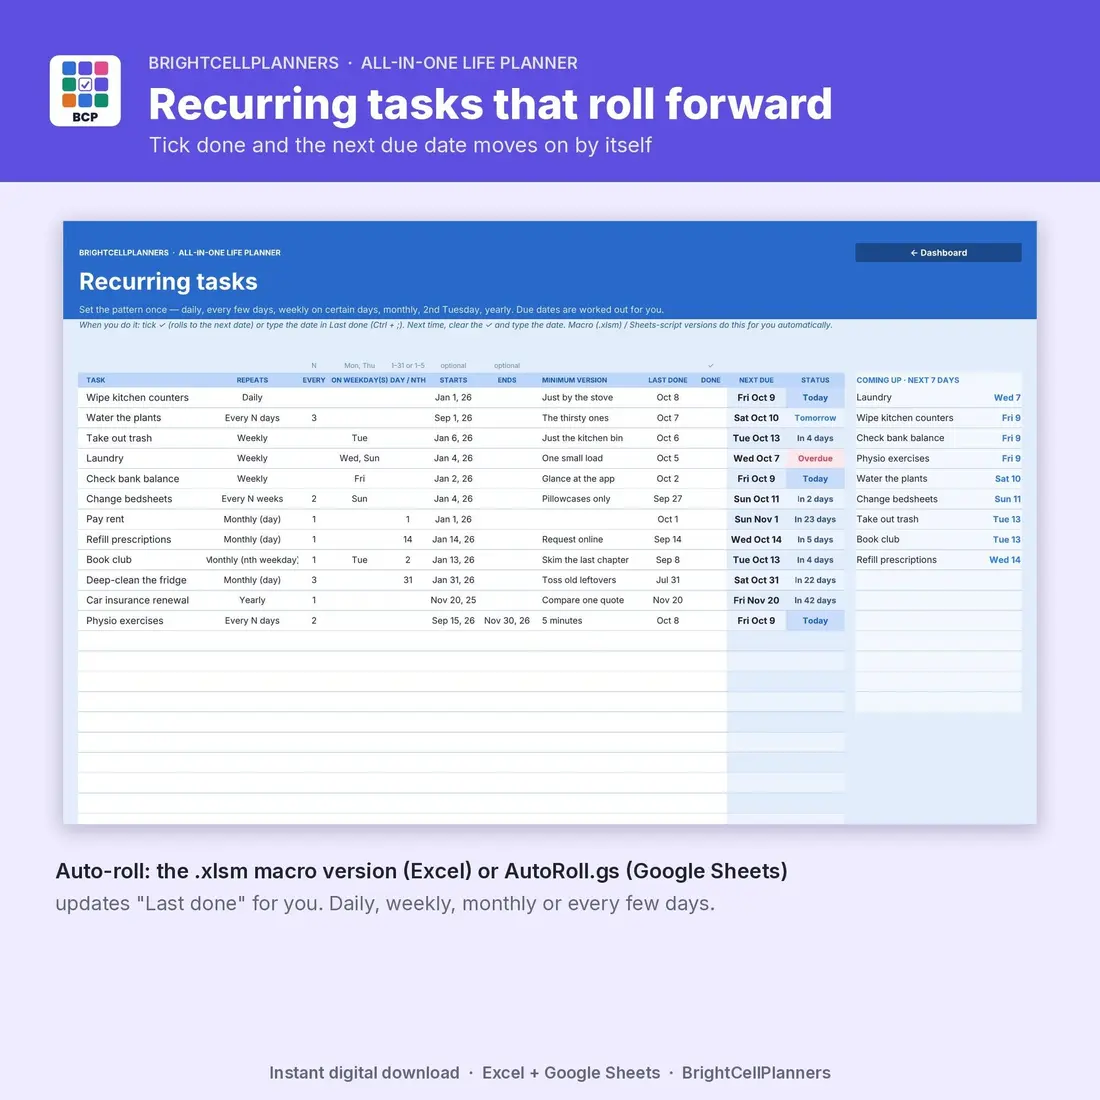 BRIGHTCELLPLANNERS · ALL-IN-ONE LIFE PLANNER
BCP
Recurring tasks that roll forward
Tick done and the next due date moves on by itself
BRIGHTCELLPLANNERS · ALL-IN-ONE LIFE PLANNER
← Dashboard
Recurring tasks
Set the pattern once — daily, every few days, weekly on certain days, monthly, 2nd Tuesday, yearly. Due dates are worked out for you.
When you do it: tick ✓ (rolls to the next date) or type the date in Last done (Ctrl + ;). Next time, clear the ✓ and type the date. Macro (.xlsm) / Sheets-script versions do this for you automatically.
N Mon, Thu 1-31 or 1-5 optional optional ✓
TASK REPEATS EVERY ON WEEKDAY(S) DAY / NTH STARTS ENDS MINIMUM VERSION LAST DONE DONE NEXT DUE STATUS COMING UP · NEXT 7 DAYS
Wipe kitchen counters Daily Jan 1, 26 Just by the stove Oct 8 Fri Oct 9 Today Laundry Wed 7
Water the plants Every N days 3 Sep 1, 26 The thirsty ones Oct 7 Sat Oct 10 Tomorrow Wipe kitchen counters Fri 9
Take out trash Weekly Tue Jan 6, 26 Just the kitchen bin Oct 6 Tue Oct 13 In 4 days Check bank balance Fri 9
Laundry Weekly Wed, Sun Jan 4, 26 One small load Oct 5 Wed Oct 7 Overdue Physio exercises Fri 9
Check bank balance Weekly Fri Jan 2, 26 Glance at the app Oct 2 Fri Oct 9 Today Water the plants Sat 10
Change bedsheets Every N weeks 2 Sun Jan 4, 26 Pillowcases only Sep 27 Sun Oct 11 In 2 days Change bedsheets Sun 11
Pay rent Monthly (day) 1 1 Jan 1, 26 Oct 1 Sun Nov 1 In 23 days Take out trash Tue 13
Refill prescriptions Monthly (day) 1 14 Jan 14, 26 Request online Sep 14 Wed Oct 14 In 5 days Book club Tue 13
Book club Monthly (nth weekday) 1 Tue 2 Jan 13, 26 Skim the last chapter Sep 8 Tue Oct 13 In 4 days Refill prescriptions Wed 14
Deep-clean the fridge Monthly (day) 3 31 Jan 31, 26 Toss old leftovers Jul 31 Sat Oct 31 In 22 days
Car insurance renewal Yearly 1 Nov 20, 25 Compare one quote Nov 20 Fri Nov 20 In 42 days
Physio exercises Every N days 2 Sep 15, 26 Nov 30, 26 5 minutes Oct 8 Fri Oct 9 Today
Auto-roll: the .xlsm macro version (Excel) or AutoRoll.gs (Google Sheets)
updates "Last done" for you. Daily, weekly, monthly or every few days.
Instant digital download · Excel + Google Sheets · BrightCellPlanners